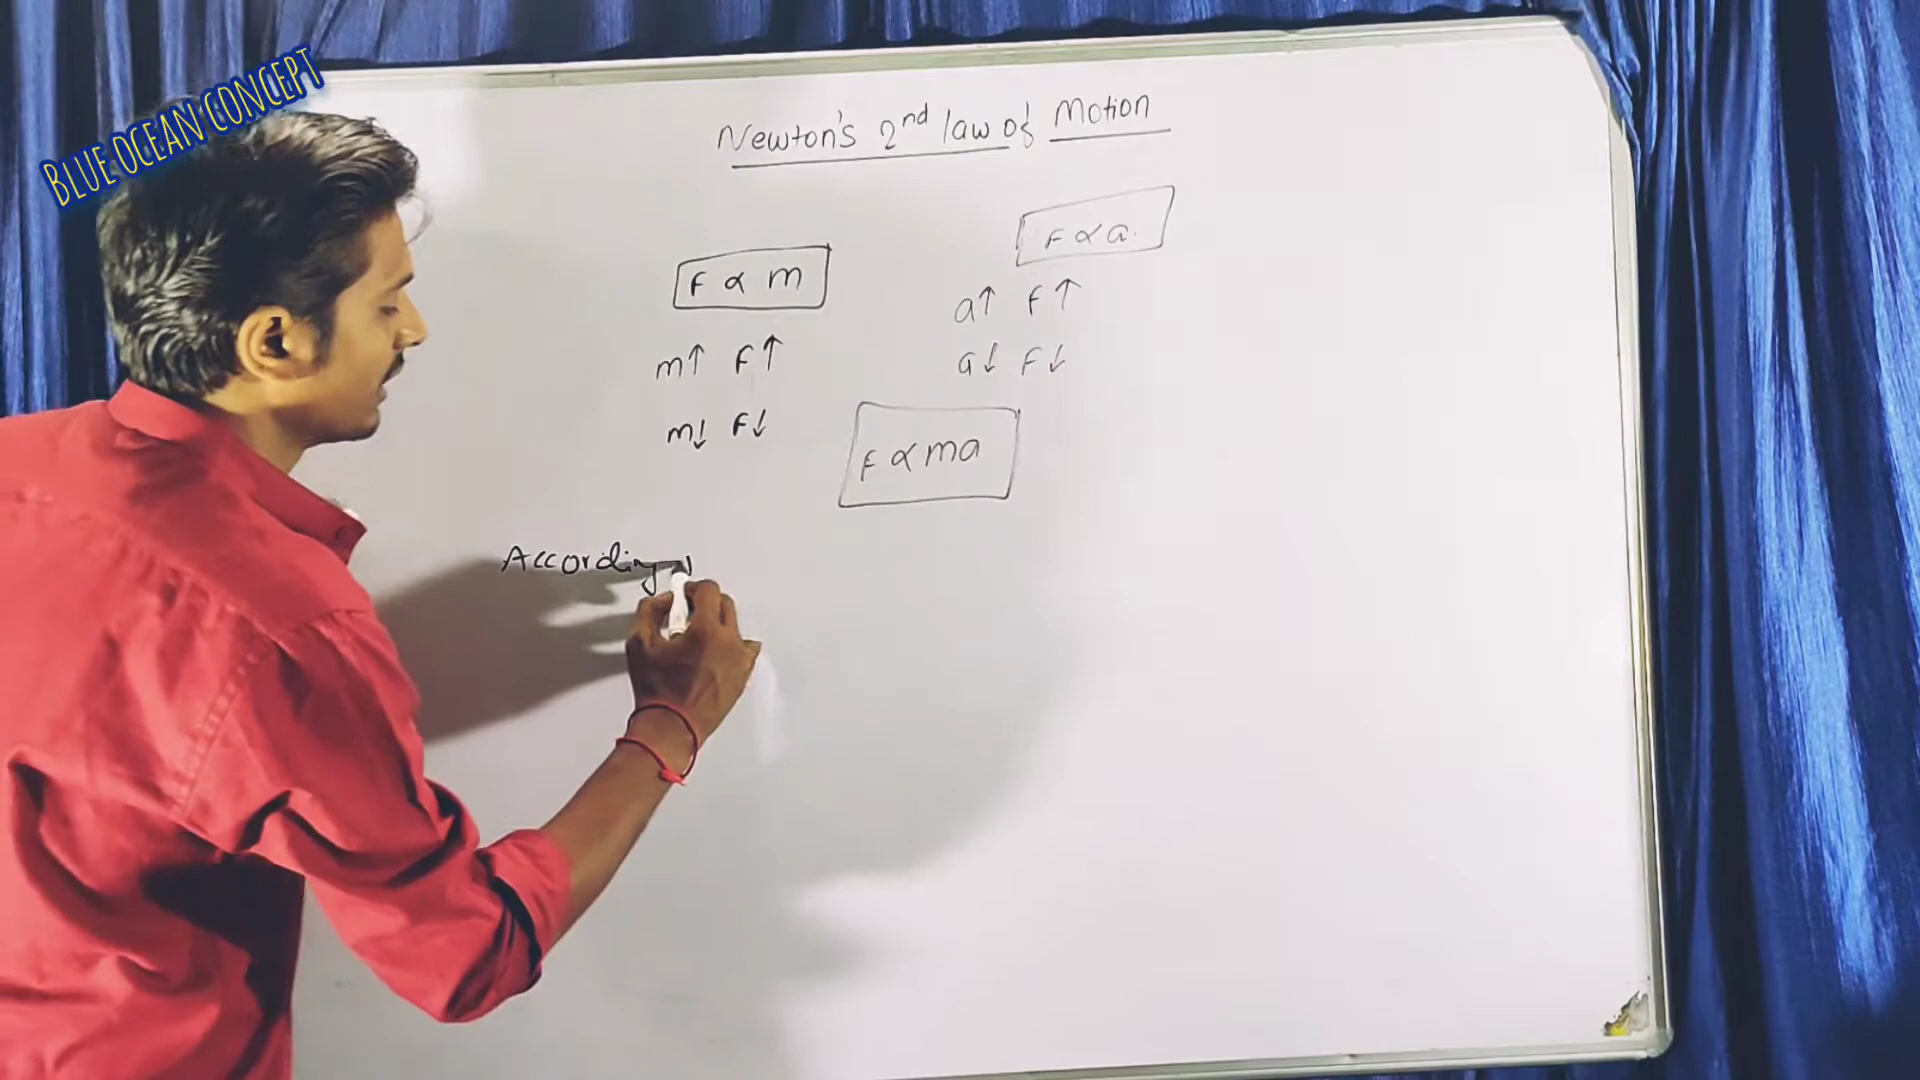 BLUE OCEAN CONCEPT
Newton's 2nd law of Motion
F ∝ m
m↑ F↑
m↓ F↓
F ∝ a.
a↑ F↑
a↓ F↓
F ∝ ma
According